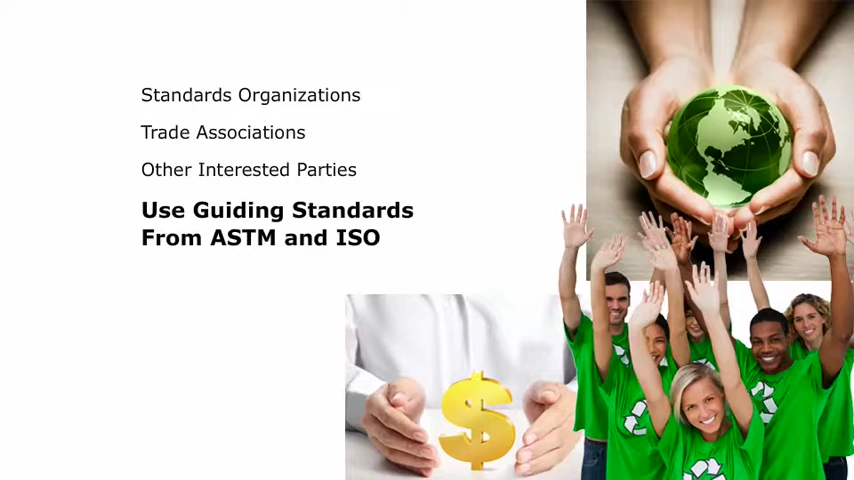 Standards Organizations
Trade Associations
Other Interested Parties
Use Guiding Standards
From ASTM and ISO
$